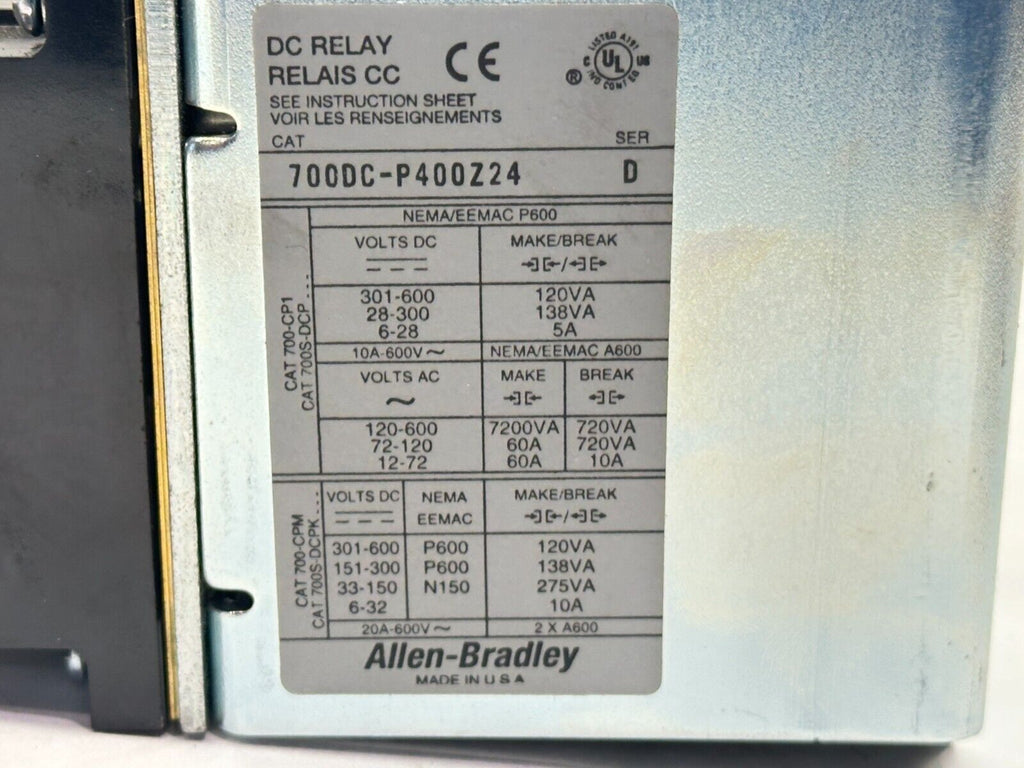 DC RELAY
RELAIS CC
CE
SEE INSTRUCTION SHEET
VOIR LES RENSEIGNEMENTS
LISTED A191
C UL US
IND CONT EQ
®
CAT SER
700DC-P400Z24 D
NEMA/EEMAC P600
VOLTS DC MAKE/BREAK
301-600 120VA
28-300 138VA
6-28 5A
10A-600V~ NEMA/EEMAC A600
VOLTS AC MAKE BREAK
~
120-600 7200VA 720VA
72-120 60A 720VA
12-72 60A 10A
CAT 700-CP1 . . .
CAT 700S-DCP . . .
VOLTS DC NEMA MAKE/BREAK
EEMAC
301-600 P600 120VA
151-300 P600 138VA
33-150 N150 275VA
6-32 10A
20A-600V~ 2 X A600
CAT 700-CPM . . .
CAT 700S-DCPK . . .
Allen-Bradley
MADE IN U S A